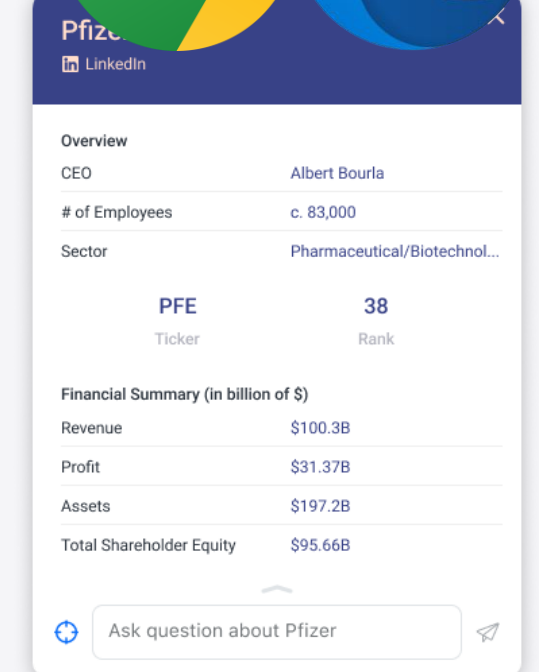 Pfizer
LinkedIn
Overview
CEO Albert Bourla
# of Employees c. 83,000
Sector Pharmaceutical/Biotechnol...
PFE 38
Ticker Rank
Financial Summary (in billion of $)
Revenue $100.3B
Profit $31.37B
Assets $197.2B
Total Shareholder Equity $95.66B
Ask question about Pfizer